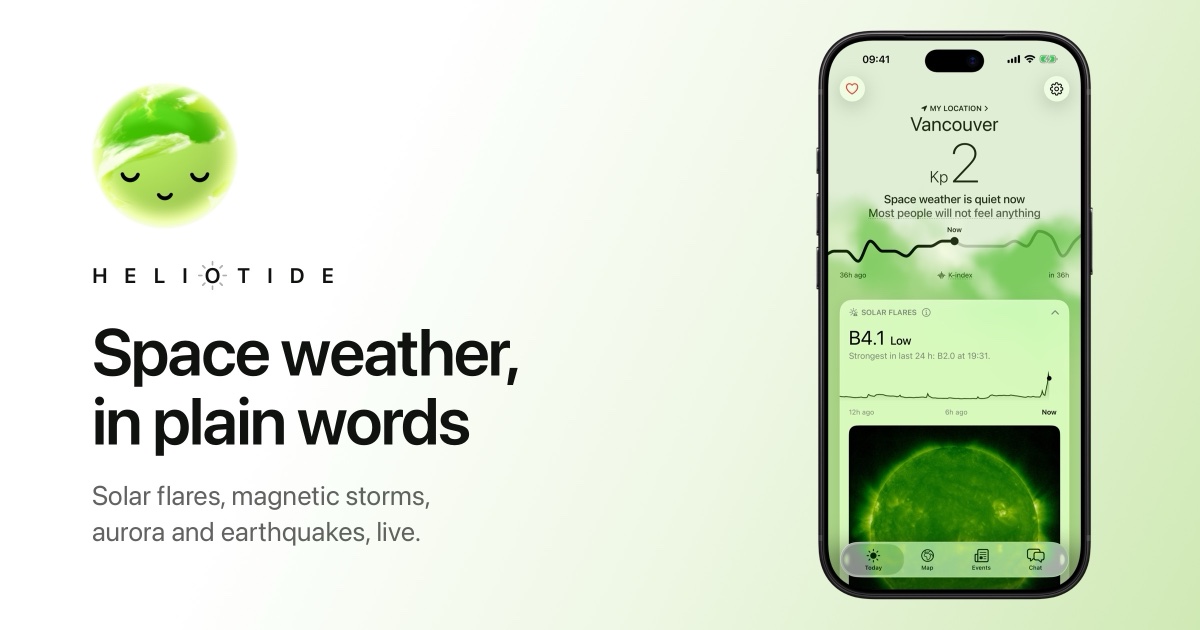 HELIOTIDE
Space weather,
in plain words
Solar flares, magnetic storms,
aurora and earthquakes, live.
09:41
MY LOCATION
Vancouver
Kp 2
Space weather is quiet now
Most people will not feel anything
Now
36h ago K-index in 36h
SOLAR FLARES
B4.1 Low
Strongest in last 24 h: B2.0 at 19:31.
12h ago 6h ago Now
Today Map Events Chat